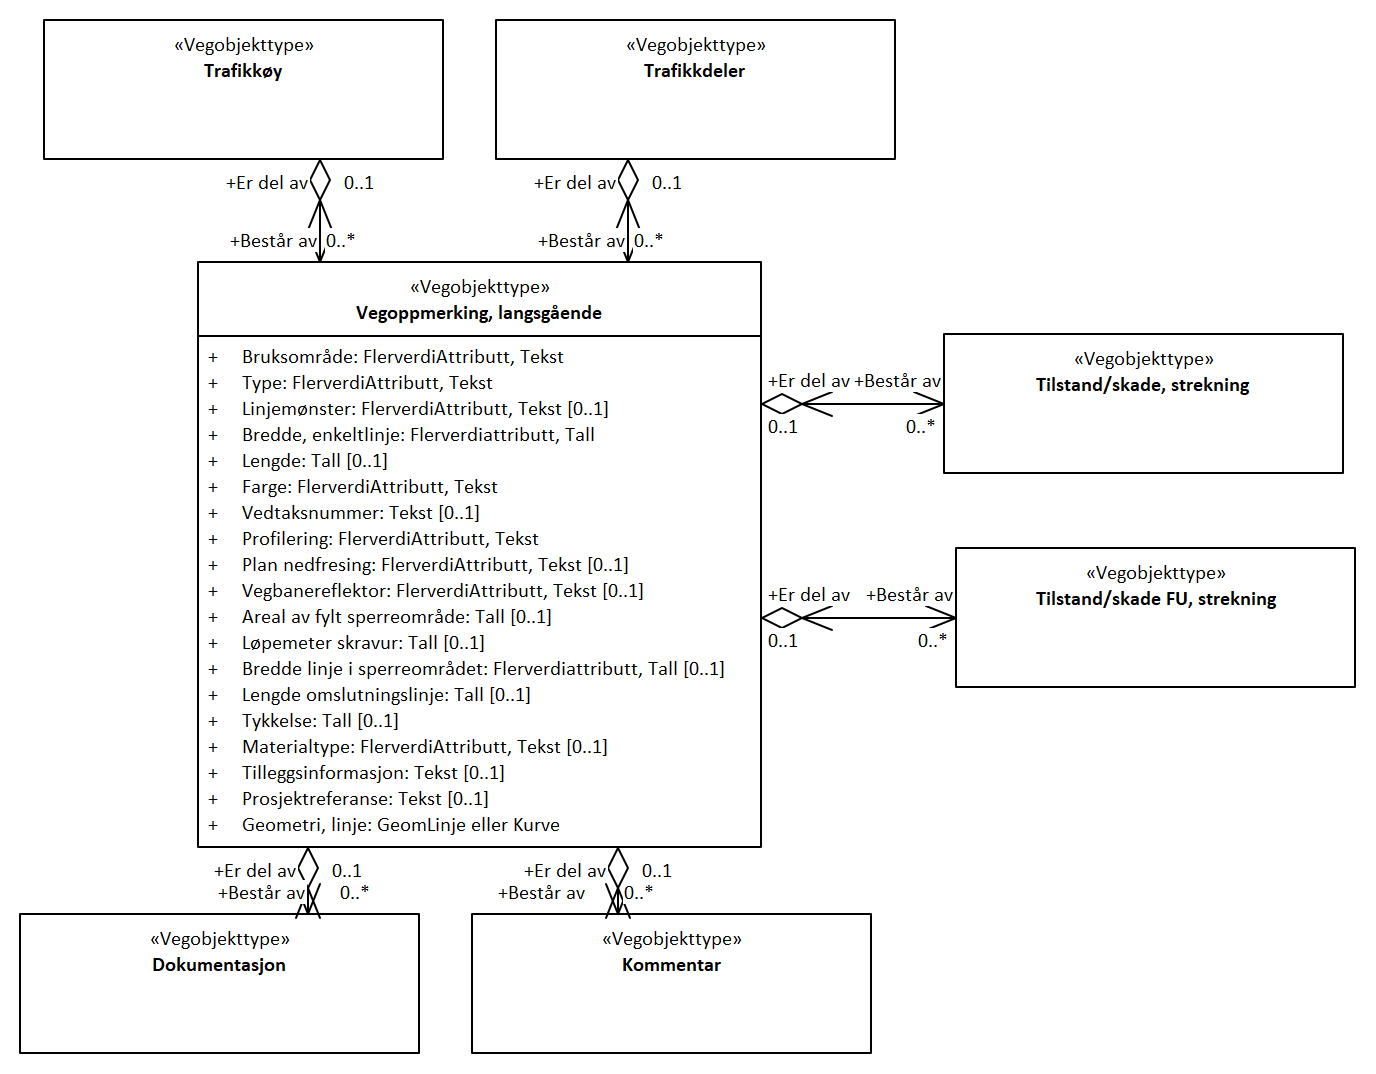 «Vegobjekttype»
Trafikkøy
«Vegobjekttype»
Trafikkdeler
+Er del av 0..1
+Består av 0..*
+Er del av 0..1
+Består av 0..*
«Vegobjekttype»
Vegoppmerking, langsgående
+ Bruksområde: FlerverdiAttributt, Tekst
+ Type: FlerverdiAttributt, Tekst
+ Linjemønster: FlerverdiAttributt, Tekst [0..1]
+ Bredde, enkeltlinje: Flerverdiattributt, Tall
+ Lengde: Tall [0..1]
+ Farge: FlerverdiAttributt, Tekst
+ Vedtaksnummer: Tekst [0..1]
+ Profilering: FlerverdiAttributt, Tekst
+ Plan nedfresing: FlerverdiAttributt, Tekst [0..1]
+ Vegbanereflektor: FlerverdiAttributt, Tekst [0..1]
+ Areal av fylt sperreområde: Tall [0..1]
+ Løpemeter skravur: Tall [0..1]
+ Bredde linje i sperreområdet: Flerverdiattributt, Tall [0..1]
+ Lengde omslutningslinje: Tall [0..1]
+ Tykkelse: Tall [0..1]
+ Materialtype: FlerverdiAttributt, Tekst [0..1]
+ Tilleggsinformasjon: Tekst [0..1]
+ Prosjektreferanse: Tekst [0..1]
+ Geometri, linje: GeomLinje eller Kurve
+Er del av +Består av
0..1 0..*
«Vegobjekttype»
Tilstand/skade, strekning
+Er del av +Består av
0..1 0..*
«Vegobjekttype»
Tilstand/skade FU, strekning
+Er del av 0..1
+Består av 0..*
+Er del av 0..1
+Består av 0..*
«Vegobjekttype»
Dokumentasjon
«Vegobjekttype»
Kommentar